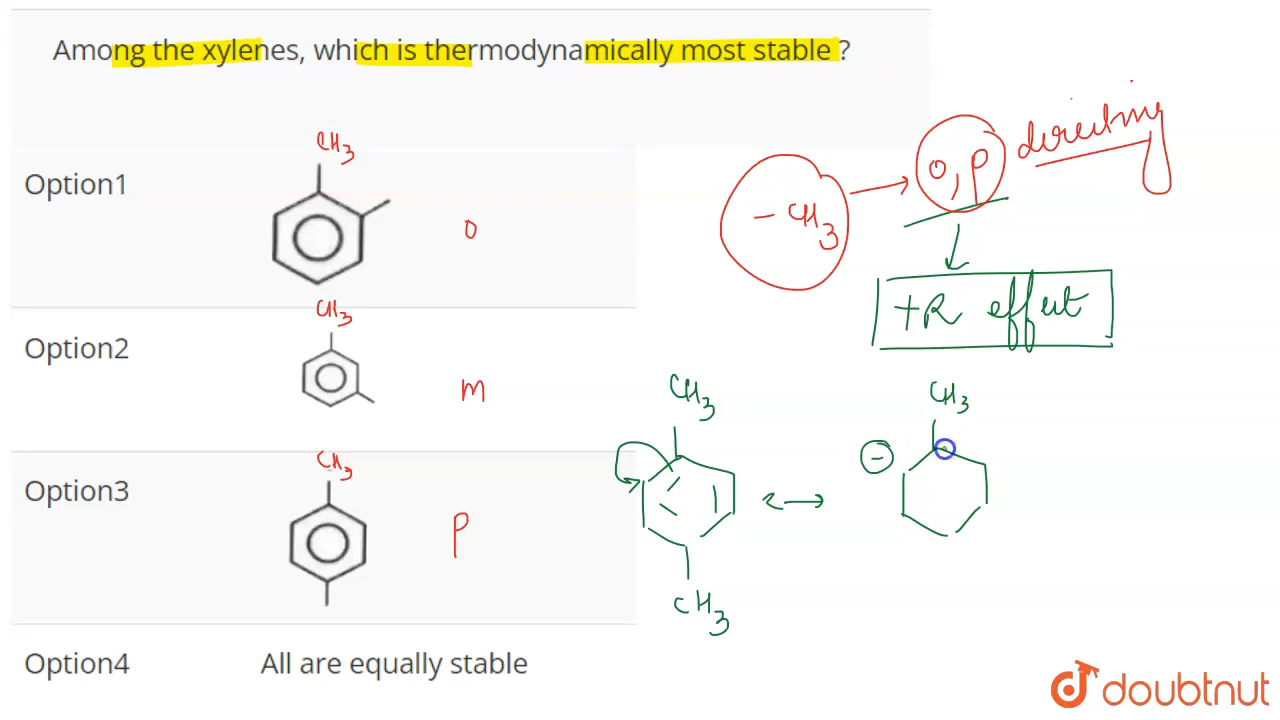 Among the xylenes, which is thermodynamically most stable ?
CH3
Option1
o
- CH3
o, p
directing
+R effect
CH3
Option2
m
CH3
Option3
p
CH3
CH3
CH3
-
Option4
All are equally stable
doubtnut